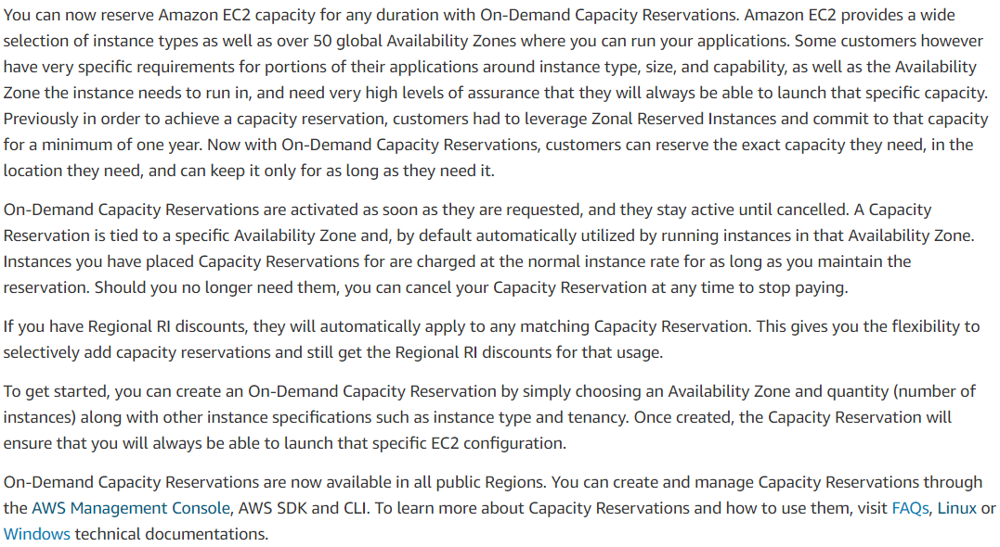 You can now reserve Amazon EC2 capacity for any duration with On-Demand Capacity Reservations. Amazon EC2 provides a wide
selection of instance types as well as over 50 global Availability Zones where you can run your applications. Some customers however
have very specific requirements for portions of their applications around instance type, size, and capability, as well as the Availability
Zone the instance needs to run in, and need very high levels of assurance that they will always be able to launch that specific capacity.
Previously in order to achieve a capacity reservation, customers had to leverage Zonal Reserved Instances and commit to that capacity
for a minimum of one year. Now with On-Demand Capacity Reservations, customers can reserve the exact capacity they need, in the
location they need, and can keep it only for as long as they need it.
On-Demand Capacity Reservations are activated as soon as they are requested, and they stay active until cancelled. A Capacity
Reservation is tied to a specific Availability Zone and, by default automatically utilized by running instances in that Availability Zone.
Instances you have placed Capacity Reservations for are charged at the normal instance rate for as long as you maintain the
reservation. Should you no longer need them, you can cancel your Capacity Reservation at any time to stop paying.
If you have Regional RI discounts, they will automatically apply to any matching Capacity Reservation. This gives you the flexibility to
selectively add capacity reservations and still get the Regional RI discounts for that usage.
To get started, you can create an On-Demand Capacity Reservation by simply choosing an Availability Zone and quantity (number of
instances) along with other instance specifications such as instance type and tenancy. Once created, the Capacity Reservation will
ensure that you will always be able to launch that specific EC2 configuration.
On-Demand Capacity Reservations are now available in all public Regions. You can create and manage Capacity Reservations through
the AWS Management Console, AWS SDK and CLI. To learn more about Capacity Reservations and how to use them, visit FAQs, Linux or
Windows technical documentations.